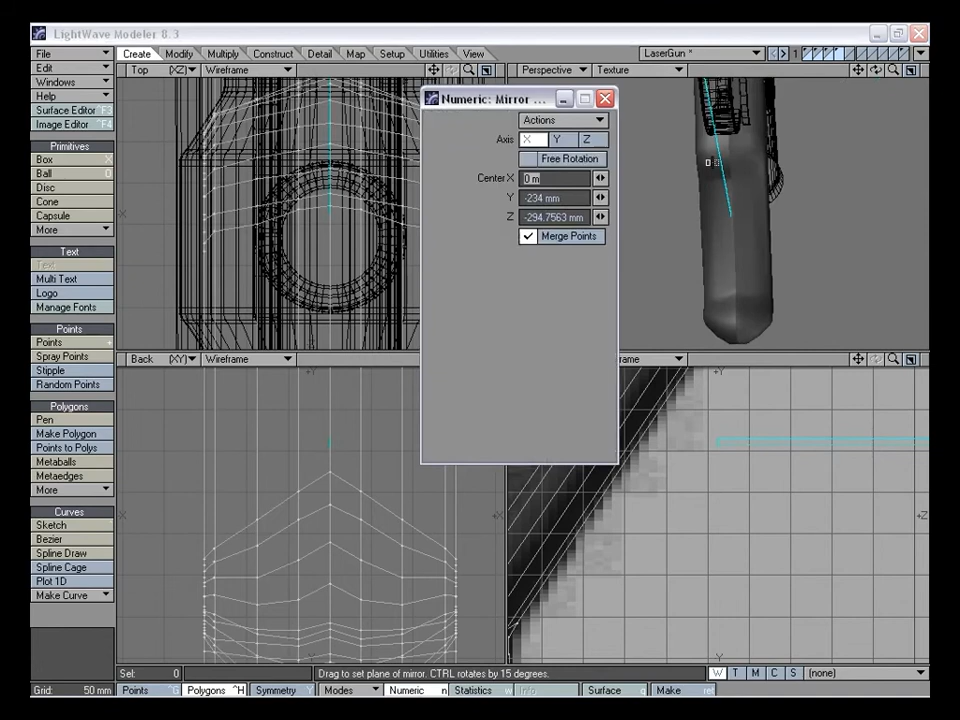 LightWave Modeler 8.3
File
Create Modify Multiply Construct Detail Map Setup Utilities View
LaserGun *
1
Edit
Top (XZ) Wireframe
Perspective Texture
Windows
Help
Surface Editor F3
Image Editor ^F4
Primitives
Box X
Ball O
Disc
Cone
Capsule
More
Text
Text
Multi Text
Logo
Manage Fonts
Points
Points +
Spray Points
Stipple
Random Points
Polygons
Pen
Make Polygon
Points to Polys
Metaballs
Metaedges
More
Curves
Sketch
Bezier
Spline Draw
Spline Cage
Plot 1D
Make Curve
Numeric: Mirror ...
Actions
Axis X Y Z
Free Rotation
Center X 0 m
Y -234 mm
Z -294.7563 mm
Merge Points
Back (XY) Wireframe
frame
+Y
+Y
-X
-X
+X
+Z
-Y
Sel: 0
Drag to set plane of mirror. CTRL rotates by 15 degrees.
W T M C S (none)
Grid: 50 mm
Points ^G Polygons ^H Symmetry Y Modes Numeric n Statistics w Info i Surface q Make ret